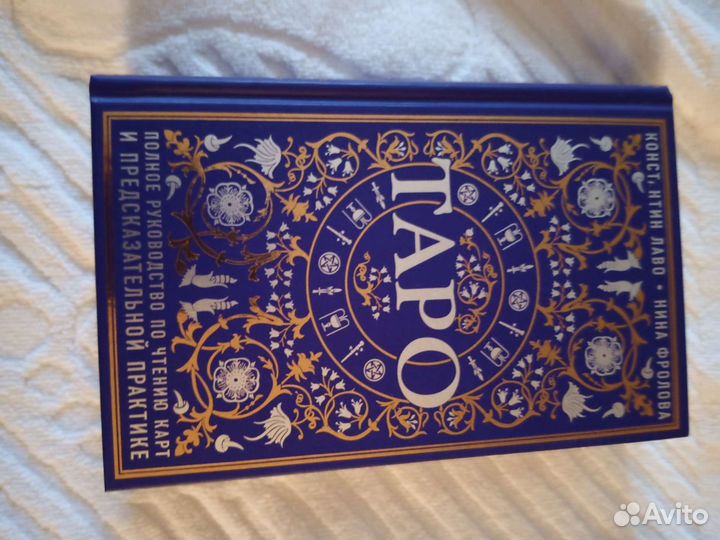 КОНСТАНТИН ЛАВО • НИНА ФРОЛОВА
ТАРО
ПОЛНОЕ РУКОВОДСТВО ПО ЧТЕНИЮ КАРТ
И ПРЕДСКАЗАТЕЛЬНОЙ ПРАКТИКЕ
Avito